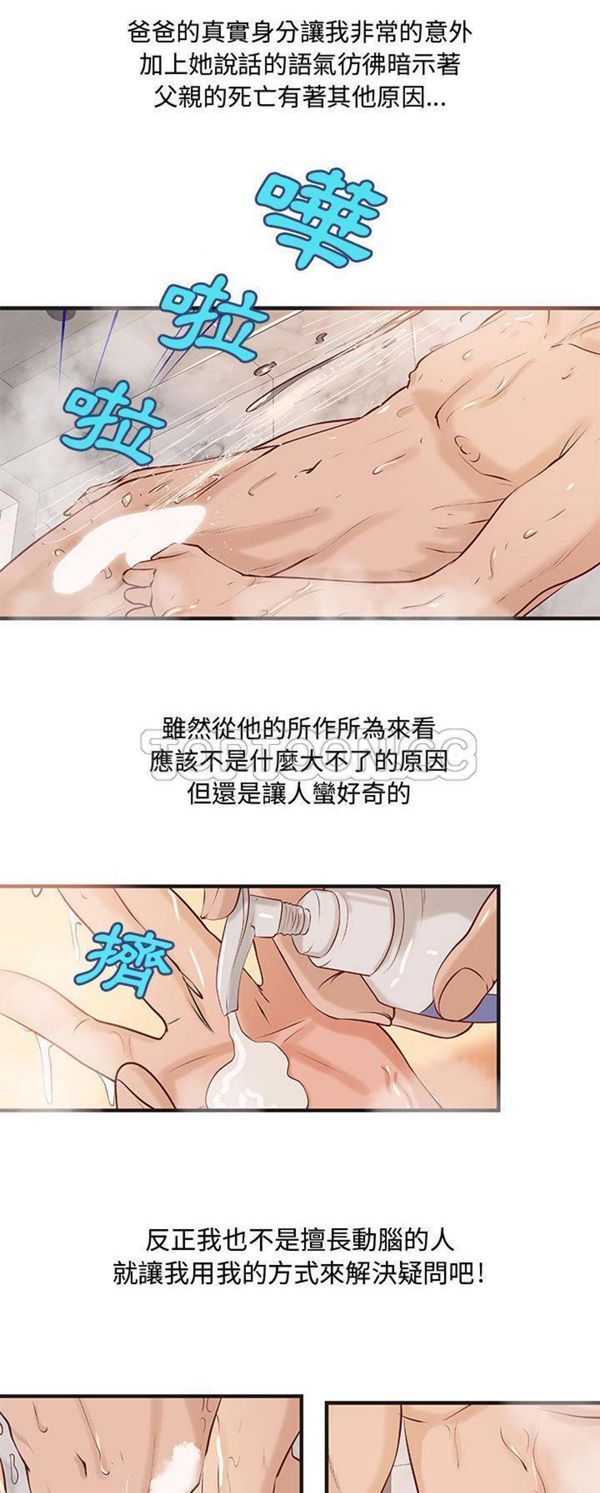 爸爸的真實身分讓我非常的意外
加上她說話的語氣彷彿暗示著
父親的死亡有著其他原因...
嘩
啦
啦
雖然從他的所作所為來看
TOPTOON.CC
應該不是什麼大不了的原因
但還是讓人蠻好奇的
擠
反正我也不是擅長動腦的人
就讓我用我的方式來解決疑問吧!